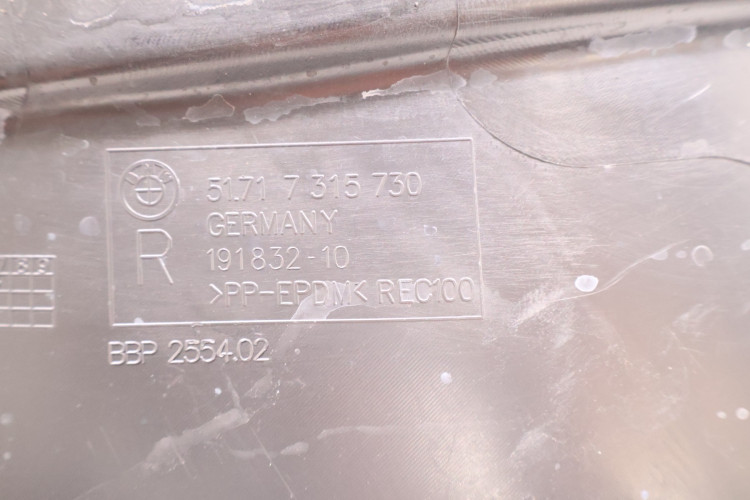 51.71 7 315 730
GERMANY
R
191832-10
>PP-EPDM< REC100
BBP 2554.02